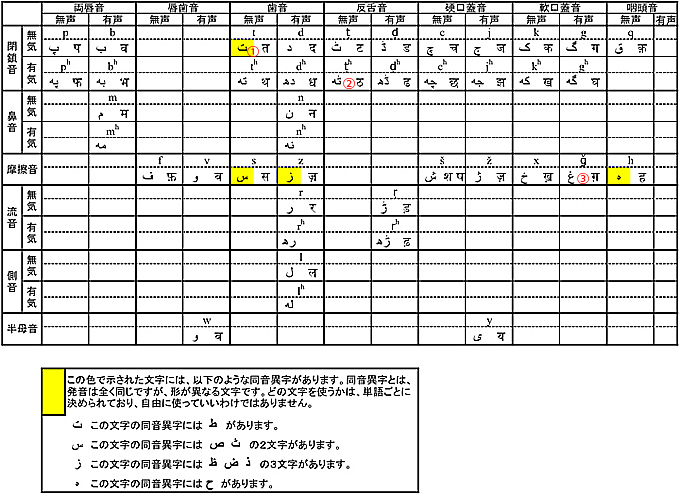 両唇音 唇歯音 歯音 反舌音 硬口蓋音 軟口蓋音 咽頭音
無声 有声 無声 有声 無声 有声 無声 有声 無声 有声 無声 有声 無声 有声
閉鎖音 無気 p b t d ṭ ḍ c j k g q
پ प ب ब ت① त د द ٹ ट ڈ ड چ च ج ज ک क گ ग ق क़
有気 pʰ bʰ tʰ dʰ ṭʰ ḍʰ cʰ jʰ kʰ gʰ
پھ फ بھ भ تھ थ دھ ध ٹھ② ठ ڈھ ढ چھ छ جھ झ کھ ख گھ घ
鼻音 無気 m n
م म ن न
有気 mʰ nʰ
مھ نھ
摩擦音 f v s z š ž x ğ h
ف फ़ و व س स ز ज़ ش श ष ژ ज़ خ ख़ غ③ ग़ ہ ह
流音 無気 r ṛ
ر र ڑ ड़
有気 rʰ ṛʰ
رھ ڑھ ढ़
側音 無気 l
ل ल
有気 lʰ
لھ
半母音 w y
و व ی य
この色で示された文字には、以下のような同音異字があります。同音異字とは、
発音は全く同じですが、形が異なる文字です。どの文字を使うかは、単語ごとに
決められており、自由に使っていいわけではありません。
ت この文字の同音異字には ط があります。
س この文字の同音異字には ث ص の2文字があります。
ز この文字の同音異字には ذ ض ظ の3文字があります。
ہ この文字の同音異字には ح があります。